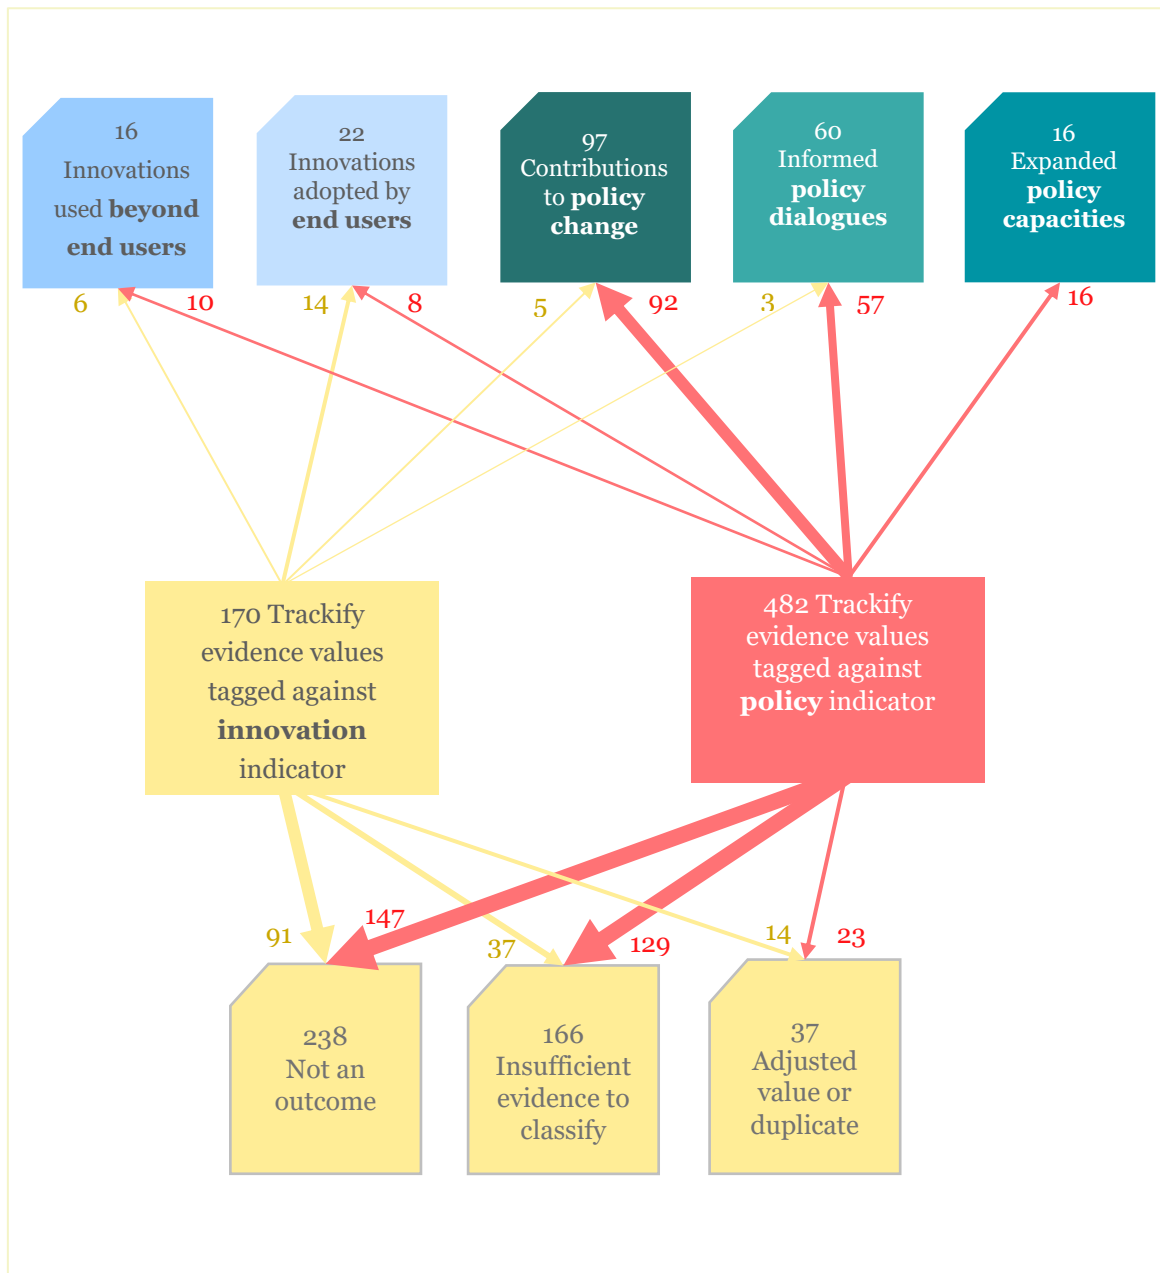 16
Innovations
used beyond
end users
22
Innovations
adopted by
end users
97
Contributions
to policy
change
60
Informed
policy
dialogues
16
Expanded
policy
capacities
6
10
14
8
5
92
3
57
16
170 Trackify
evidence values
tagged against
innovation
indicator
482 Trackify
evidence values
tagged against
policy indicator
91
147
37
129
14
23
238
Not an
outcome
166
Insufficient
evidence to
classify
37
Adjusted
value or
duplicate